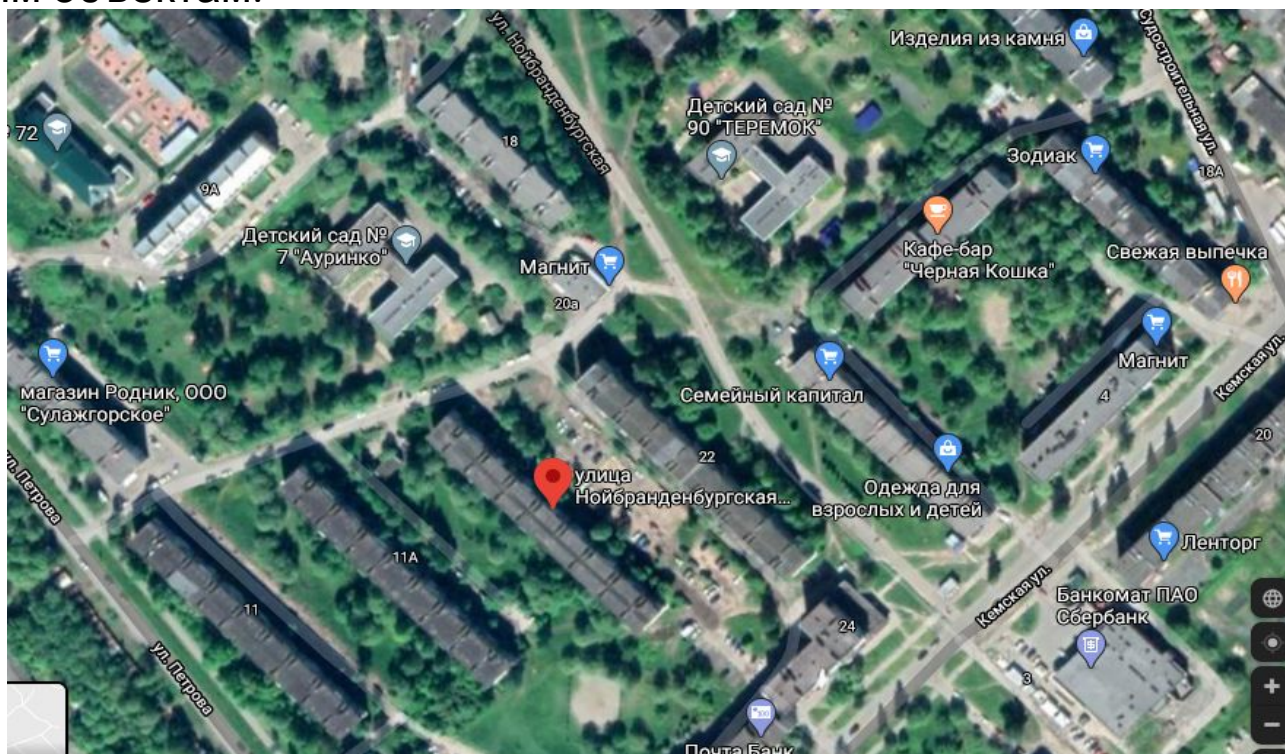 ул. Нойбранденбургская
Изделия из камня
Судостроительная ул.
72
Детский сад №
90 "ТЕРЕМОК"
18
Зодиак
18А
9А
Детский сад №
7 "Ауринко"
Магнит
20а
Кафе-бар
"Черная Кошка"
Свежая выпечка
магазин Родник, ООО
"Сулажгорское"
Семейный капитал
Магнит
4
Кемская ул.
20
22
улица
Нойбранденбургская...
Одежда для
взрослых и детей
ул. Петрова
11А
Ленторг
Кемская ул.
Банкомат ПАО
Сбербанк
11
24
ул. Петрова
3
Почта Банк